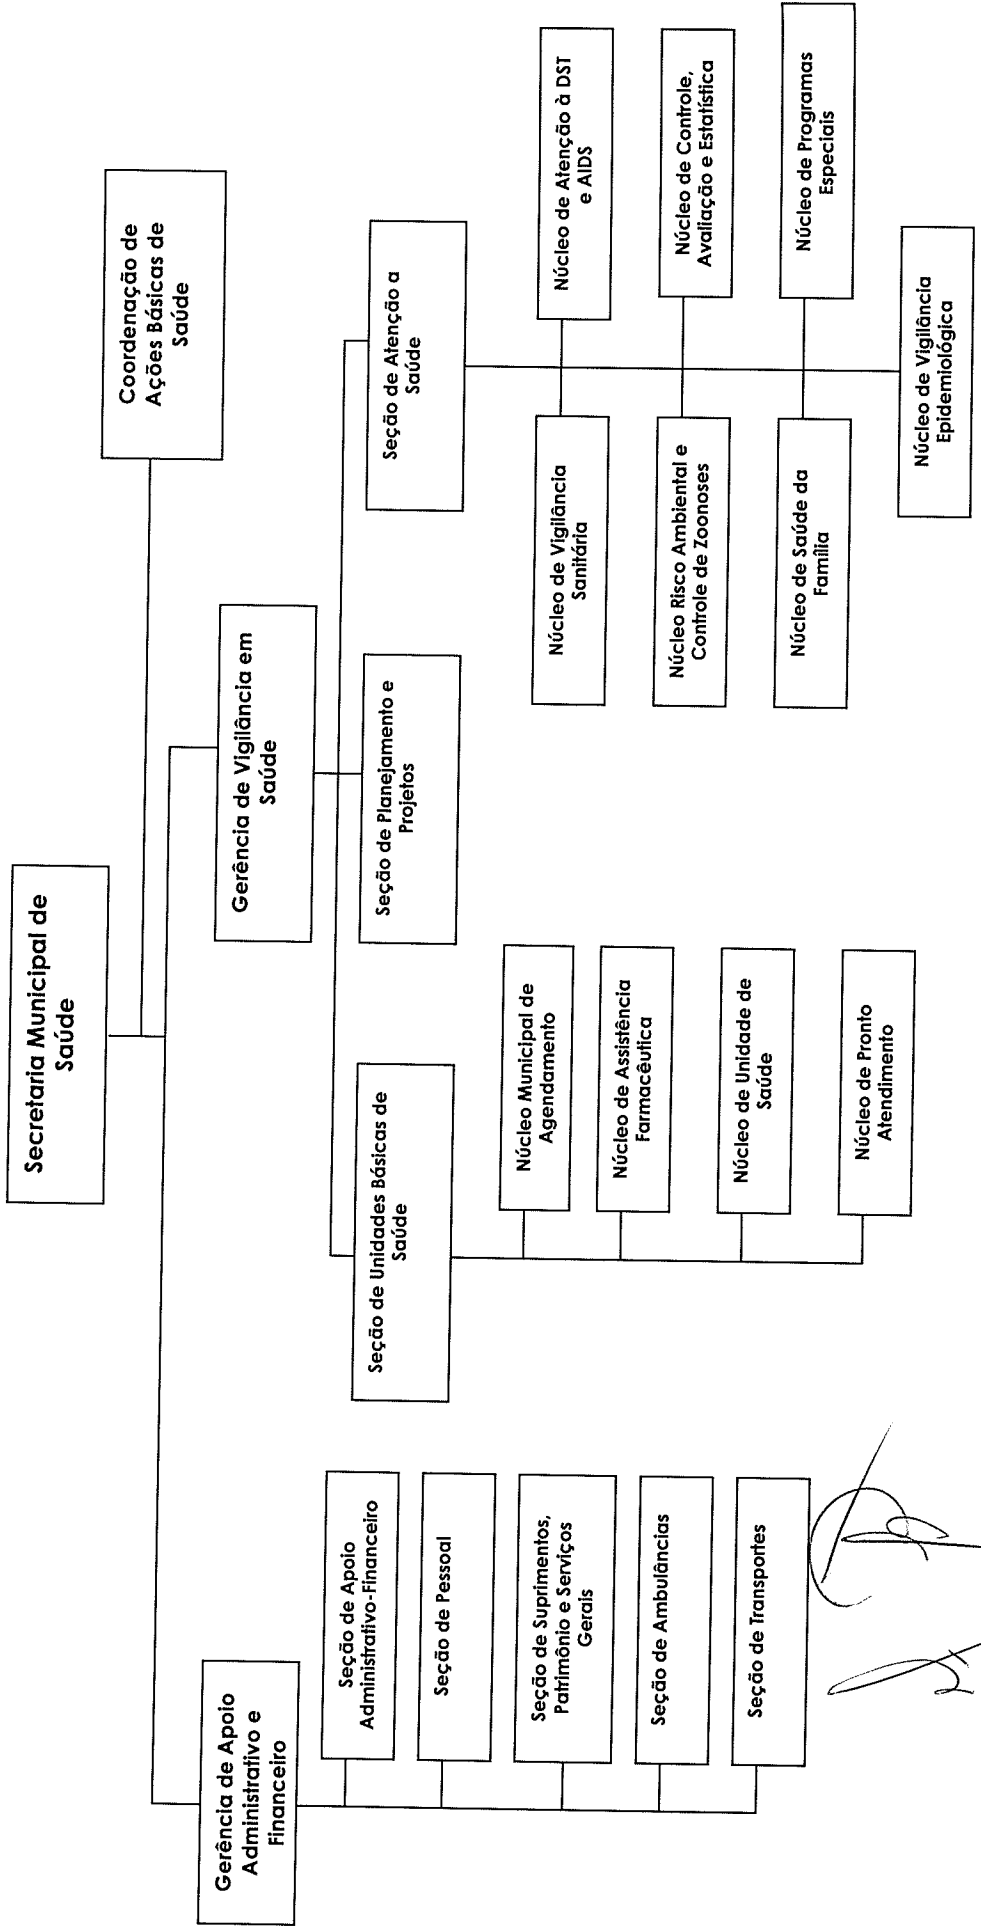 Secretaria Municipal de
Saúde
Coordenação de
Ações Básicas de
Saúde
Gerência de Apoio
Administrativo e
Financeiro
Gerência de Vigilância em
Saúde
Seção de Apoio
Administrativo-Financeiro
Seção de Pessoal
Seção de Suprimentos,
Patrimônio e Serviços
Gerais
Seção de Ambulâncias
Seção de Transportes
Seção de Unidades Básicas de
Saúde
Seção de Planejamento e
Projetos
Seção de Atenção a
Saúde
Núcleo Municipal de
Agendamento
Núcleo de Assistência
Farmacêutica
Núcleo de Unidade de
Saúde
Núcleo de Pronto
Atendimento
Núcleo de Vigilância
Sanitária
Núcleo de Atenção à DST
e AIDS
Núcleo Risco Ambiental e
Controle de Zoonoses
Núcleo de Controle,
Avaliação e Estatística
Núcleo de Saúde da
Família
Núcleo de Programas
Especiais
Núcleo de Vigilância
Epidemiológica